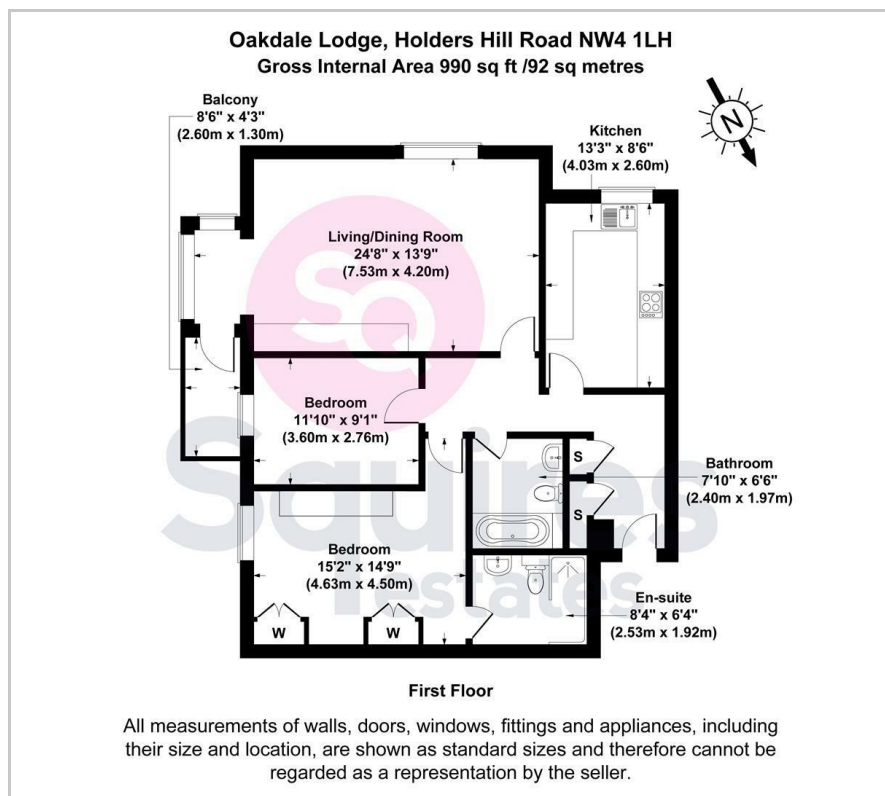 Oakdale Lodge, Holders Hill Road NW4 1LH
Gross Internal Area 990 sq ft /92 sq metres
Balcony
8'6" x 4'3"
(2.60m x 1.30m)
N
Kitchen
13'3" x 8'6"
(4.03m x 2.60m)
Living/Dining Room
24'8" x 13'9"
(7.53m x 4.20m)
SQ
Bedroom
11'10" x 9'1"
(3.60m x 2.76m)
S
Bathroom
7'10" x 6'6"
(2.40m x 1.97m)
S
Squires
estates
Bedroom
15'2" x 14'9"
(4.63m x 4.50m)
En-suite
8'4" x 6'4"
(2.53m x 1.92m)
W
W
First Floor
All measurements of walls, doors, windows, fittings and appliances, including
their size and location, are shown as standard sizes and therefore cannot be
regarded as a representation by the seller.